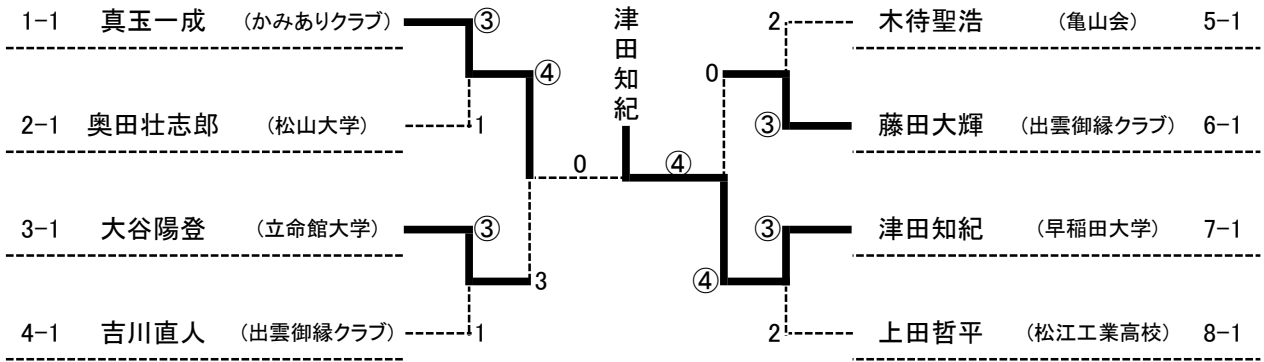 1-1 真玉一成 (かみありクラブ) ③
④
2-1 奥田壮志郎 (松山大学) 1
0
3-1 大谷陽登 (立命館大学) ③
3
4-1 吉川直人 (出雲御縁クラブ) 1
津田知紀
④
2 木待聖浩 (亀山会) 5-1
0
③ 藤田大輝 (出雲御縁クラブ) 6-1
③ 津田知紀 (早稲田大学) 7-1
④
2 上田哲平 (松江工業高校) 8-1